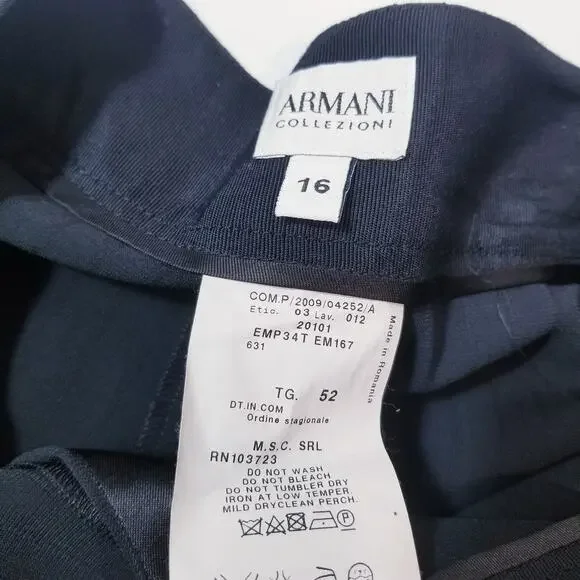 ARMANI
COLLEZIONI
16
COM.P/2009/04252/A
Etic. 03 Lav. 012
20101
EMP34T EM167
631
Made in Romania
TG. 52
DT.IN.COM
Ordine stagionale
M.S.C. SRL
RN103723
DO NOT WASH
DO NOT BLEACH
DO NOT TUMBLER DRY
IRON AT LOW TEMPER.
MILD DRYCLEAN PERCH.
P